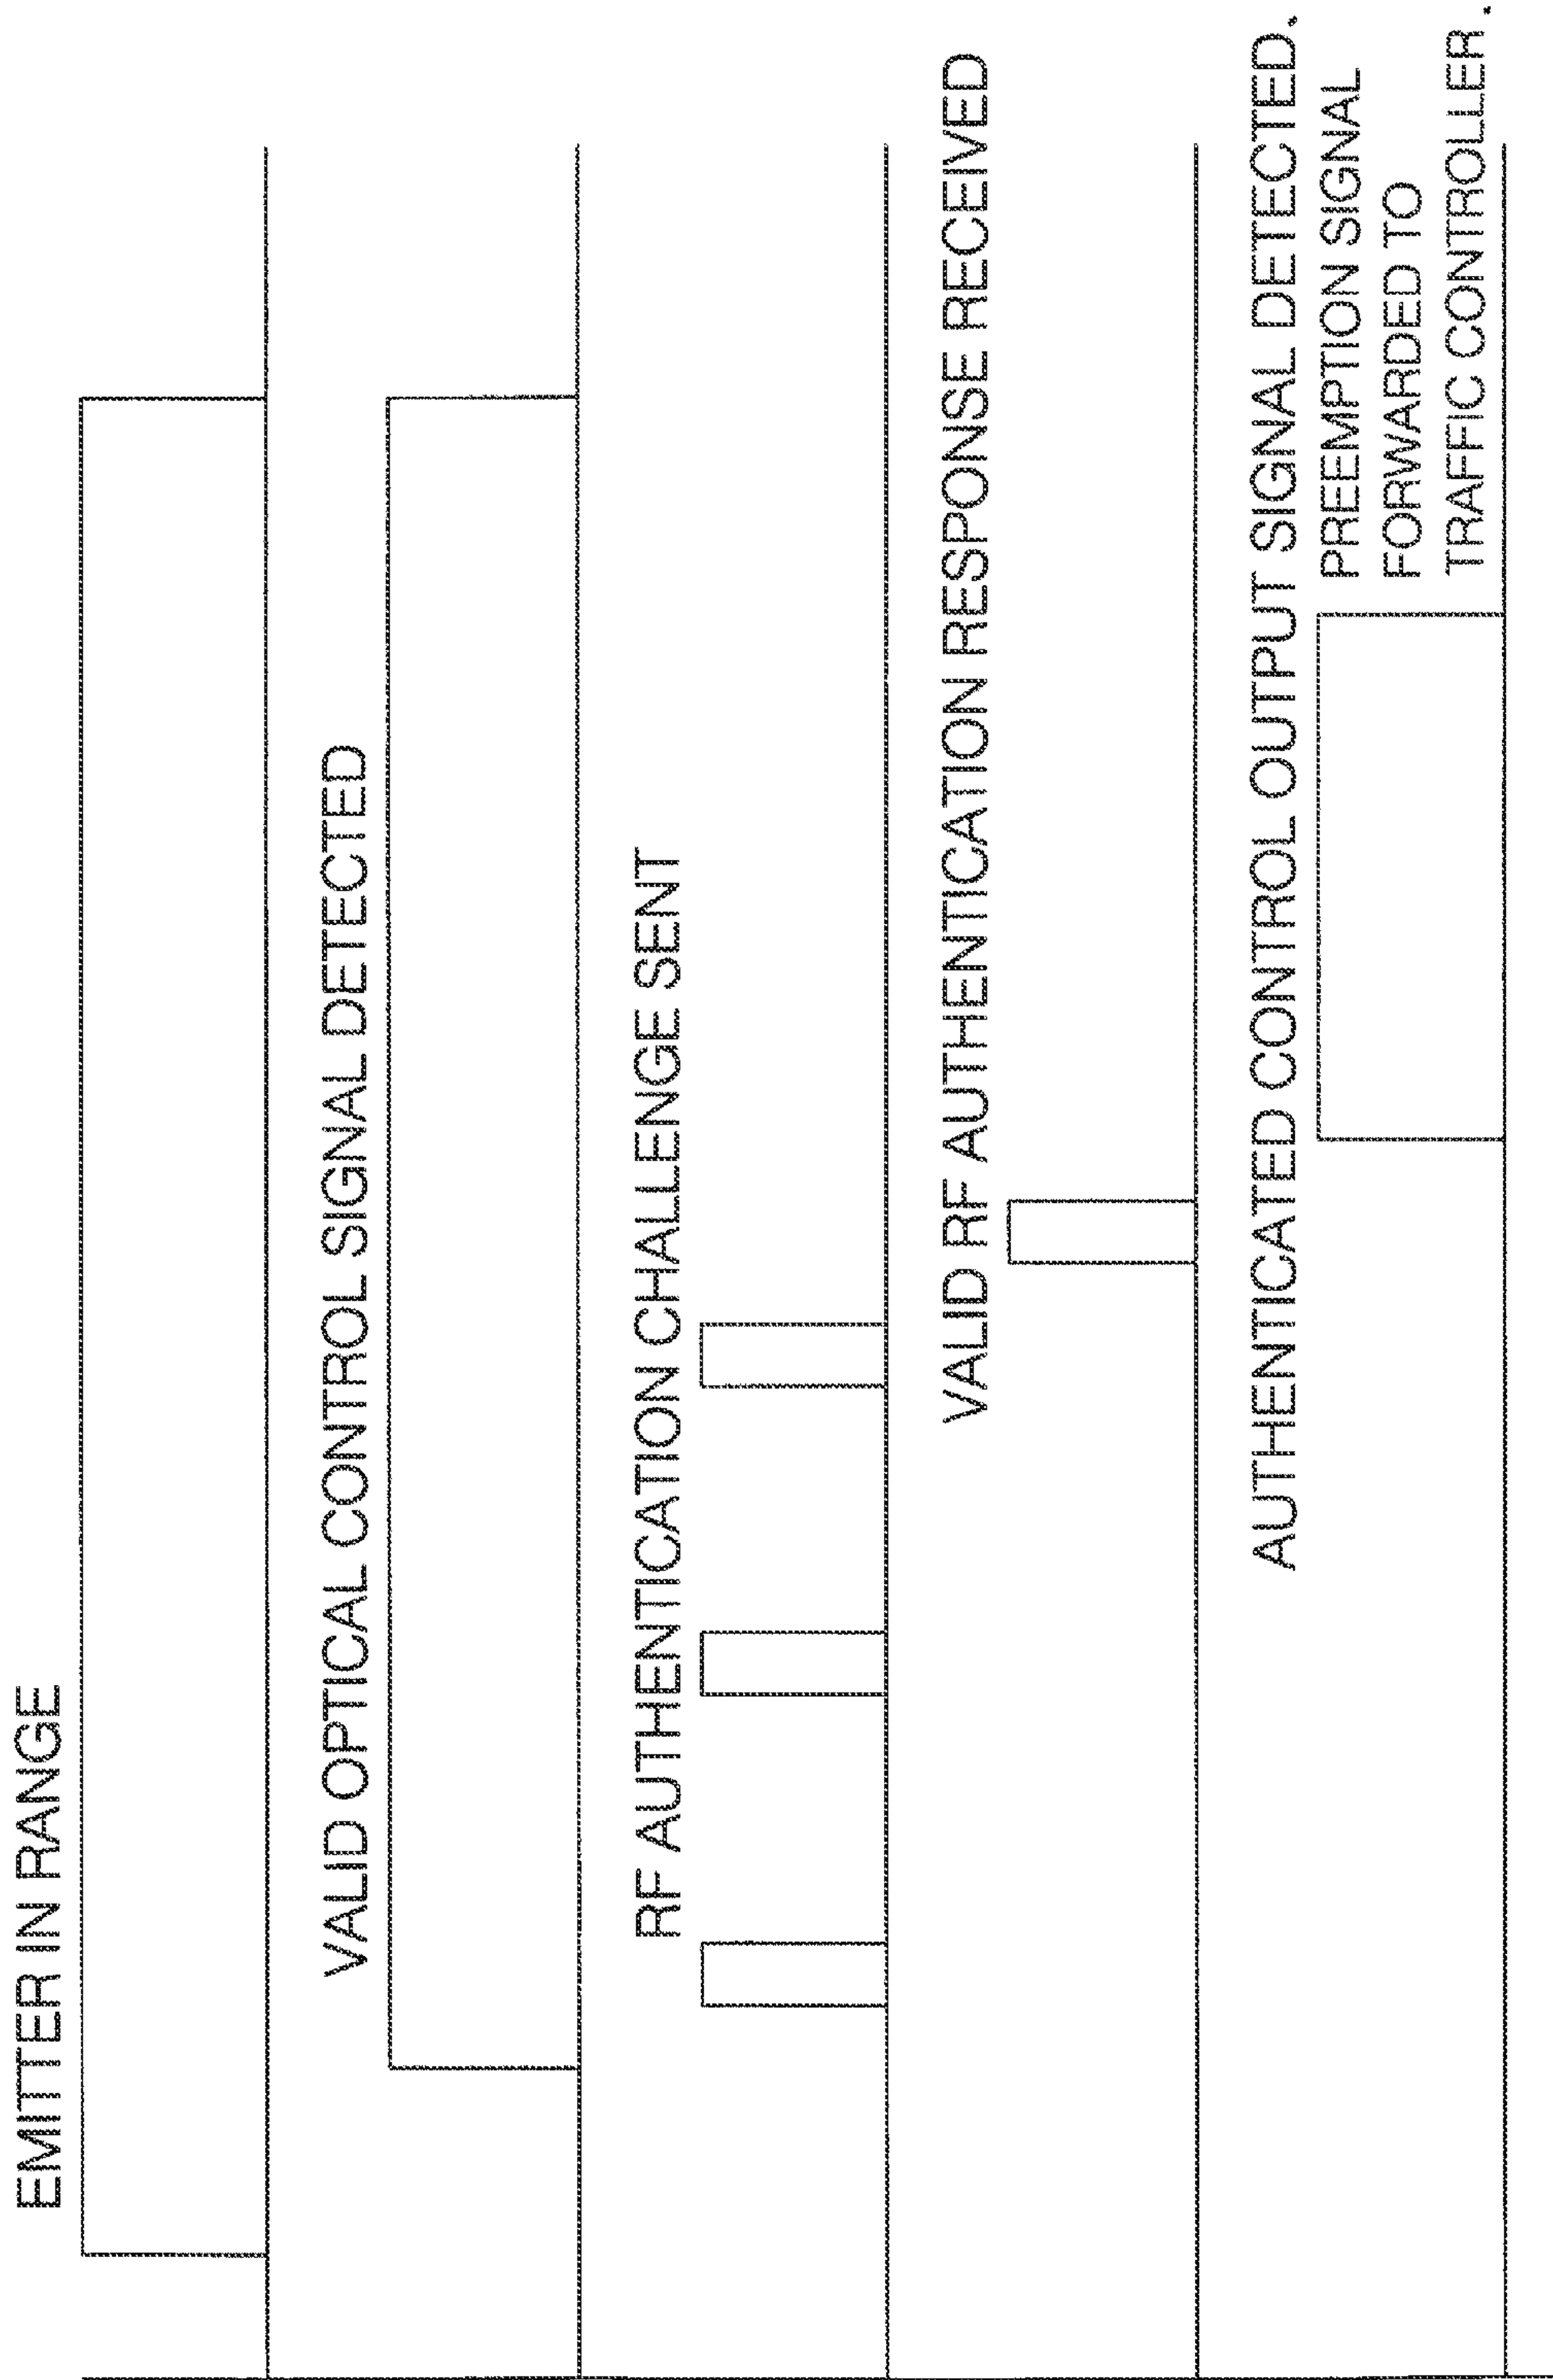 EMITTER IN RANGE
VALID OPTICAL CONTROL SIGNAL DETECTED
RF AUTHENTICATION CHALLENGE SENT
VALID RF AUTHENTICATION RESPONSE RECEIVED
AUTHENTICATED CONTROL OUTPUT SIGNAL DETECTED.
PREEMPTION SIGNAL
FORWARDED TO
TRAFFIC CONTROLLER.